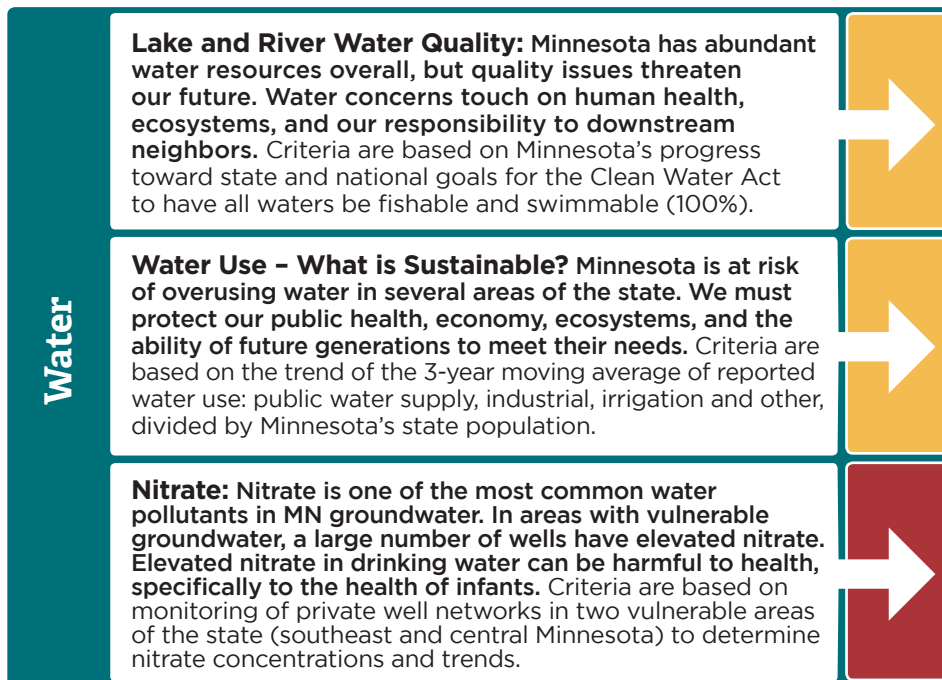 Water
Lake and River Water Quality: Minnesota has abundant
water resources overall, but quality issues threaten
our future. Water concerns touch on human health,
ecosystems, and our responsibility to downstream
neighbors. Criteria are based on Minnesota’s progress
toward state and national goals for the Clean Water Act
to have all waters be fishable and swimmable (100%).
Water Use – What is Sustainable? Minnesota is at risk
of overusing water in several areas of the state. We must
protect our public health, economy, ecosystems, and the
ability of future generations to meet their needs. Criteria are
based on the trend of the 3-year moving average of reported
water use: public water supply, industrial, irrigation and other,
divided by Minnesota’s state population.
Nitrate: Nitrate is one of the most common water
pollutants in MN groundwater. In areas with vulnerable
groundwater, a large number of wells have elevated nitrate.
Elevated nitrate in drinking water can be harmful to health,
specifically to the health of infants. Criteria are based on
monitoring of private well networks in two vulnerable areas
of the state (southeast and central Minnesota) to determine
nitrate concentrations and trends.